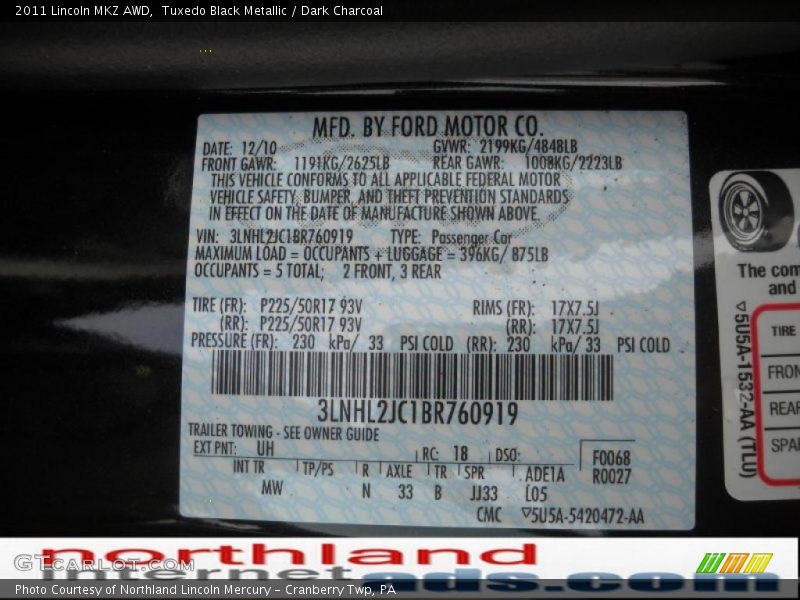 2011 Lincoln MKZ AWD,  Tuxedo Black Metallic / Dark Charcoal
MFD. BY FORD MOTOR CO.
DATE: 12/10 GVWR: 2199KG/4848LB
FRONT GAWR: 1191KG/2625LB REAR GAWR: 1008KG/2223LB
THIS VEHICLE CONFORMS TO ALL APPLICABLE FEDERAL MOTOR
VEHICLE SAFETY, BUMPER, AND THEFT PREVENTION STANDARDS
IN EFFECT ON THE DATE OF MANUFACTURE SHOWN ABOVE.
VIN: 3LNHL2JC1BR760919 TYPE: Passenger Car
MAXIMUM LOAD = OCCUPANTS + LUGGAGE = 396KG/ 875LB
OCCUPANTS = 5 TOTAL; 2 FRONT, 3 REAR
TIRE (FR): P225/50R17 93V RIMS (FR): 17X7.5J
(RR): P225/50R17 93V (RR): 17X7.5J
PRESSURE (FR): 230 kPa/ 33 PSI COLD (RR): 230 kPa/ 33 PSI COLD
3LNHL2JC1BR760919
TRAILER TOWING - SEE OWNER GUIDE
EXT PNT: UH RC: 18 DSO: F0068
INT TR TP/PS R AXLE TR SPR ADE1A R0027
MW N 33 B JJ33 L05
CMC ▽5U5A-5420472-AA
The com
and
▽5U5A-1532-AA (TLU)
TIRE
FRON
REAR
SPAR
northland
internet ads.com
GTCarLot.com
Photo Courtesy of Northland Lincoln Mercury – Cranberry Twp, PA